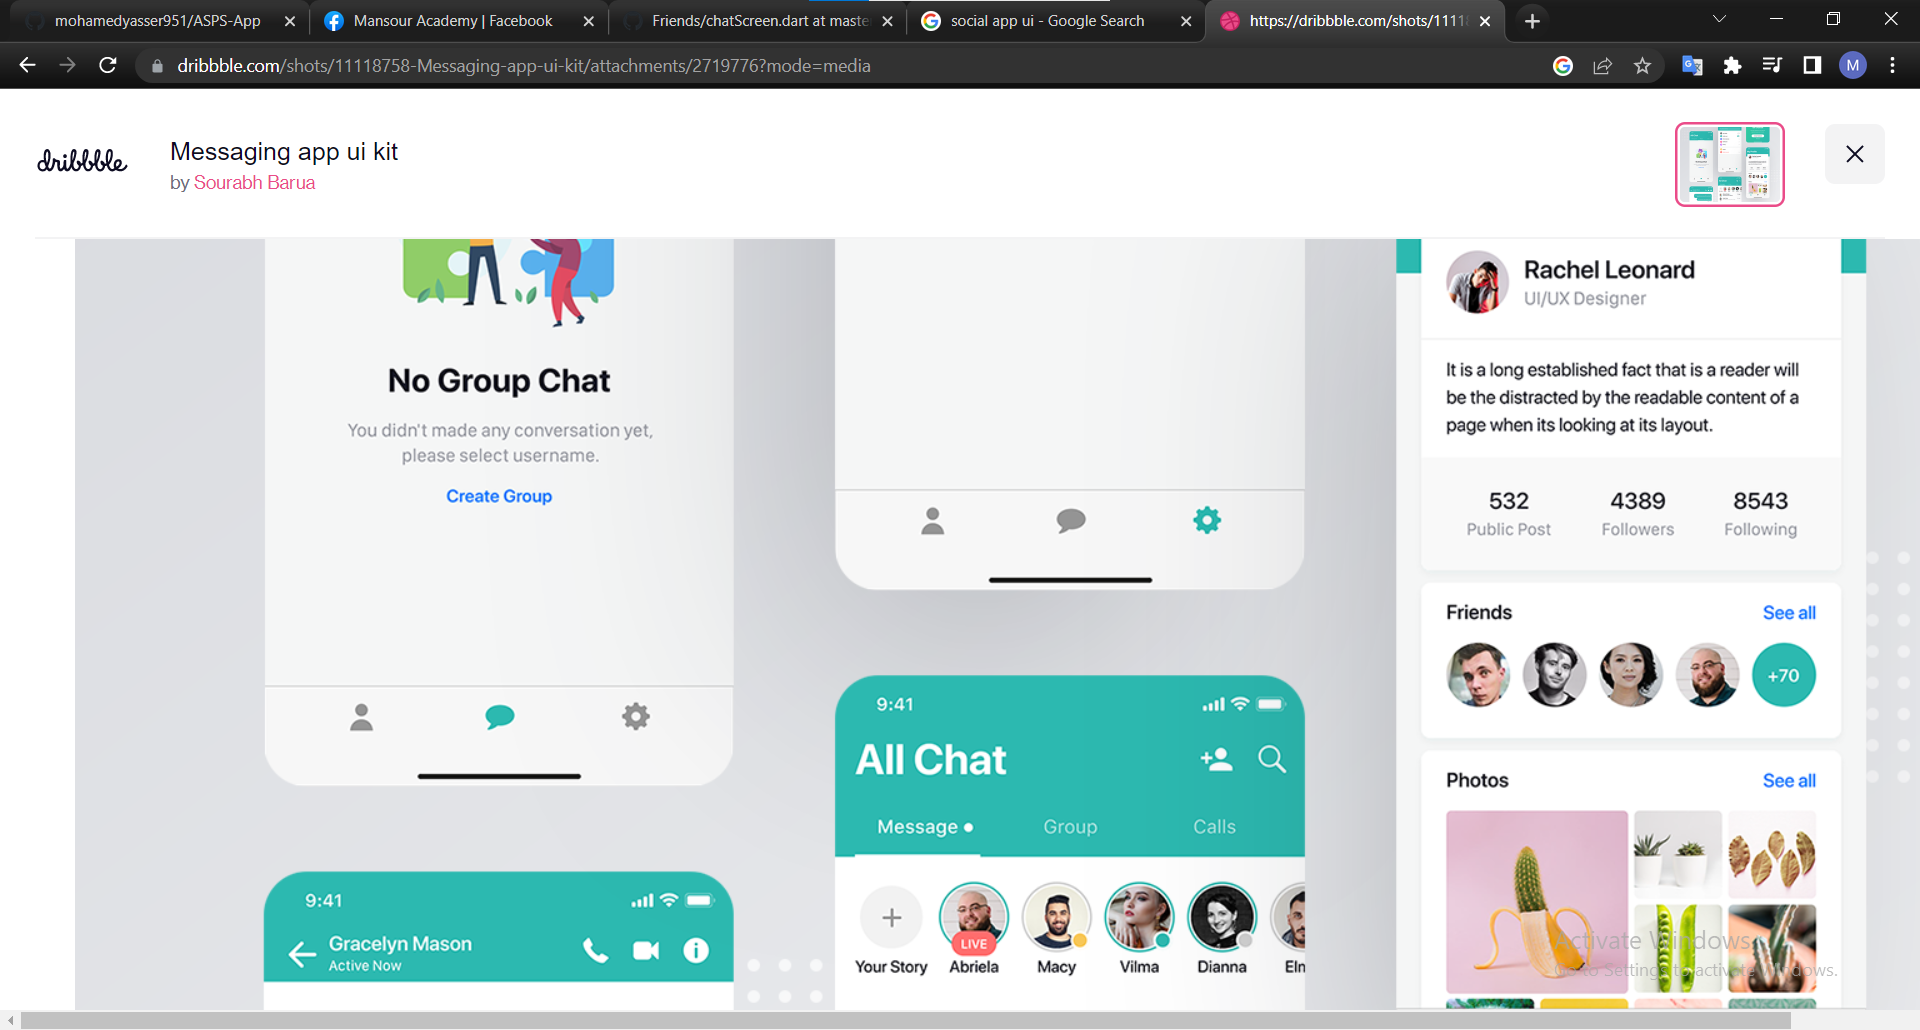 mohamedyasser951/ASPS-App
Mansour Academy | Facebook
Friends/chatScreen.dart at maste
social app ui - Google Search
https://dribbble.com/shots/1111
dribbble.com/shots/11118758-Messaging-app-ui-kit/attachments/2719776?mode=media
M
dribbble
Messaging app ui kit
by Sourabh Barua
No Group Chat
You didn't made any conversation yet,
please select username.
Create Group
9:41
Gracelyn Mason
Active Now
9:41
All Chat
Message
Group
Calls
LIVE
Your Story
Abriela
Macy
Vilma
Dianna
Eln
Rachel Leonard
UI/UX Designer
It is a long established fact that is a reader will
be the distracted by the readable content of a
page when its looking at its layout.
532
4389
8543
Public Post
Followers
Following
Friends
See all
+70
Photos
See all
Activate Windows
Go to Settings to activate Windows.